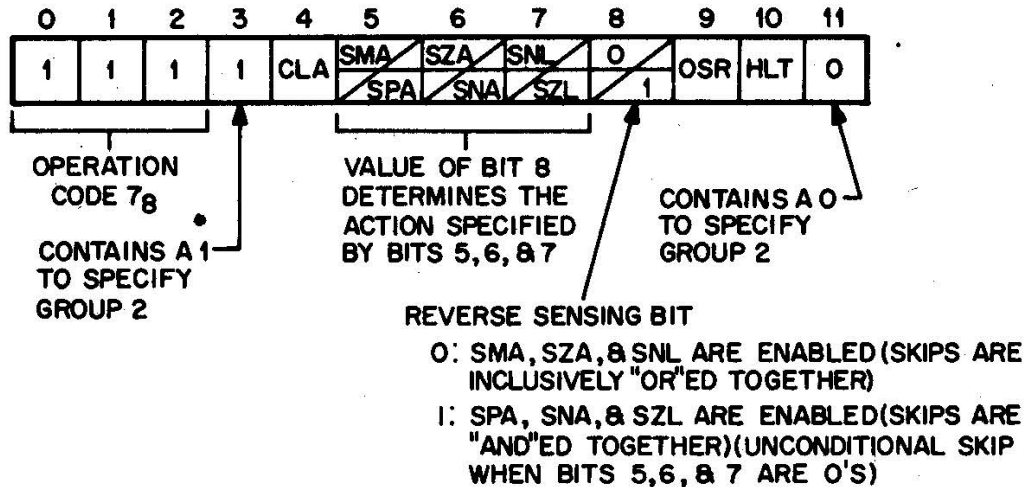 0 1 2 3 4 5 6 7 8 9 10 11
1 1 1 1 CLA SMA SZA SNL 0 OSR HLT 0
SPA SNA SZL 1
OPERATION
CODE 7₈
CONTAINS A 1
TO SPECIFY
GROUP 2
VALUE OF BIT 8
DETERMINES THE
ACTION SPECIFIED
BY BITS 5,6,&7
CONTAINS A 0
TO SPECIFY
GROUP 2
REVERSE SENSING BIT
0: SMA, SZA,& SNL ARE ENABLED(SKIPS ARE
INCLUSIVELY "OR"ED TOGETHER)
1: SPA, SNA,& SZL ARE ENABLED(SKIPS ARE
"AND"ED TOGETHER)(UNCONDITIONAL SKIP
WHEN BITS 5,6, & 7 ARE 0'S)